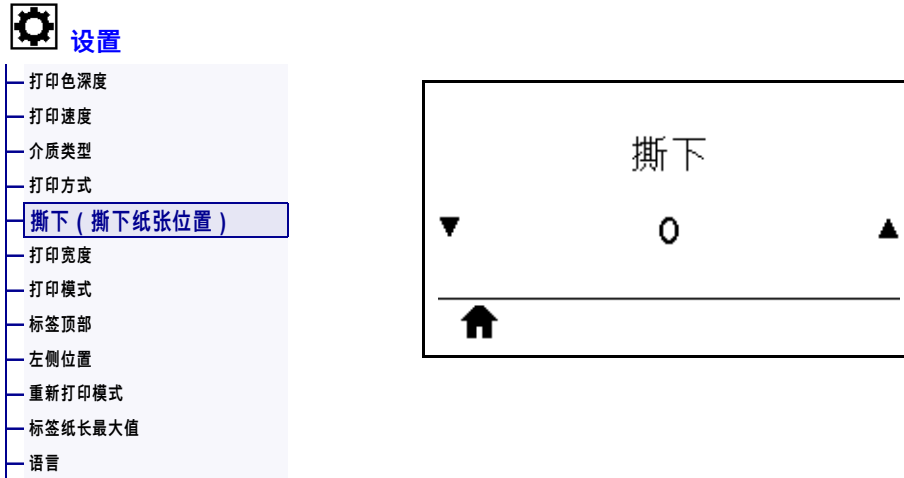 设置
打印色深度
打印速度
介质类型
打印方式
撕下（撕下纸张位置）
打印宽度
打印模式
标签顶部
左侧位置
重新打印模式
标签纸长最大值
语言
撕下
▼ 0 ▲